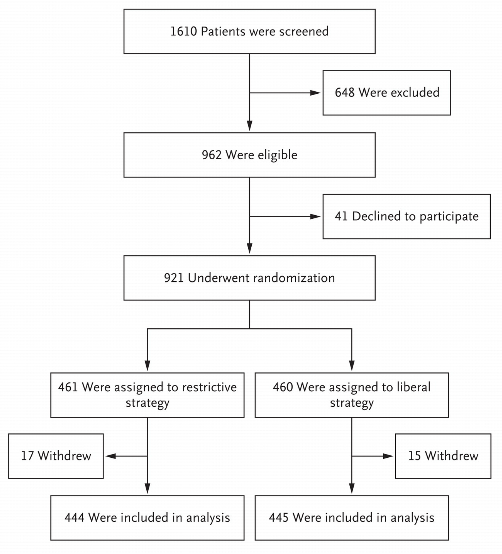 1610 Patients were screened
648 Were excluded
962 Were eligible
41 Declined to participate
921 Underwent randomization
461 Were assigned to restrictive
strategy
460 Were assigned to liberal
strategy
17 Withdrew
15 Withdrew
444 Were included in analysis
445 Were included in analysis